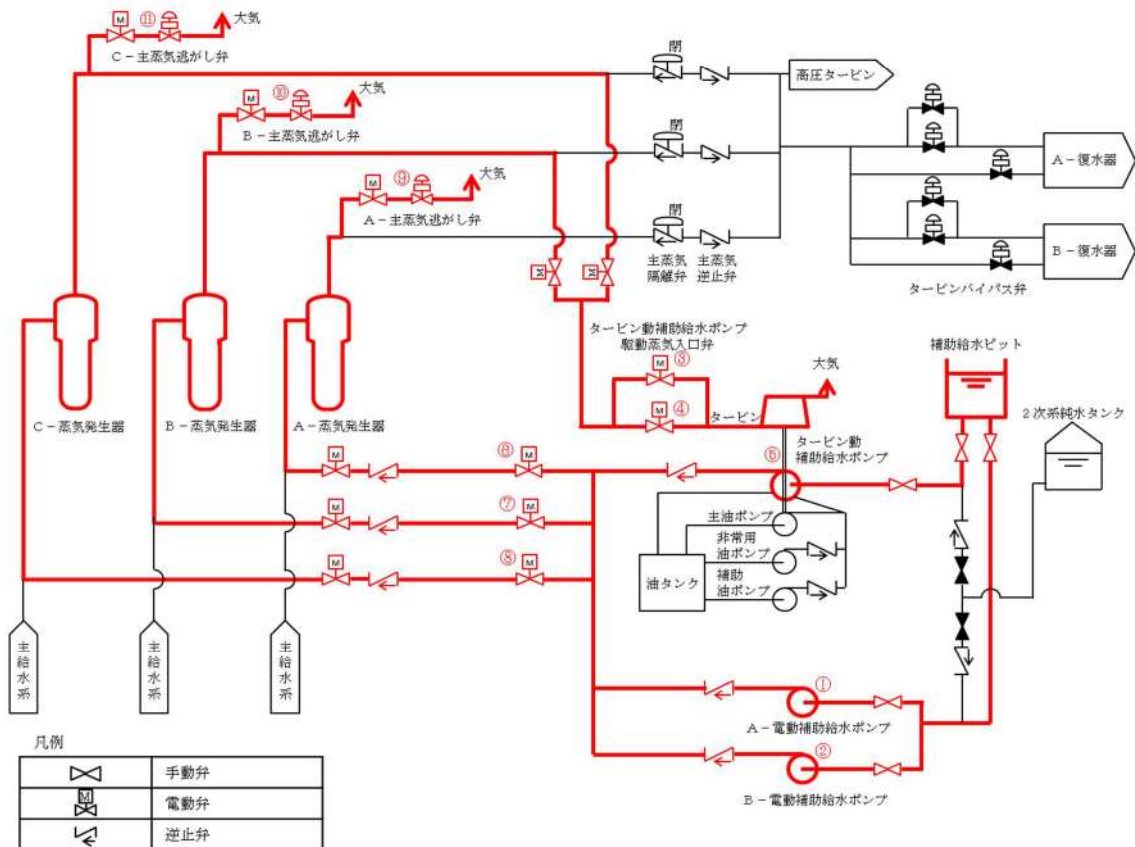 M
⑪
大気
C－主蒸気逃がし弁
閉
高圧タービン
M
⑩
大気
B－主蒸気逃がし弁
閉
A－復水器
M
⑨
大気
A－主蒸気逃がし弁
閉
B－復水器
主蒸気
隔離弁
主蒸気
逆止弁
M
M
タービンバイパス弁
タービン動補助給水ポンプ
駆動蒸気入口弁
補助給水ピット
M
③
大気
2次系純水タンク
M
④
タービン
C－蒸気発生器
B－蒸気発生器
A－蒸気発生器
タービン動
補助給水ポンプ
M
⑥
M
⑤
M
⑦
M
主油ポンプ
非常用
油ポンプ
M
⑧
M
補助
油ポンプ
油タンク
主給水系
主給水系
主給水系
①
A－電動補助給水ポンプ
②
B－電動補助給水ポンプ
凡例
手動弁
M
電動弁
逆止弁